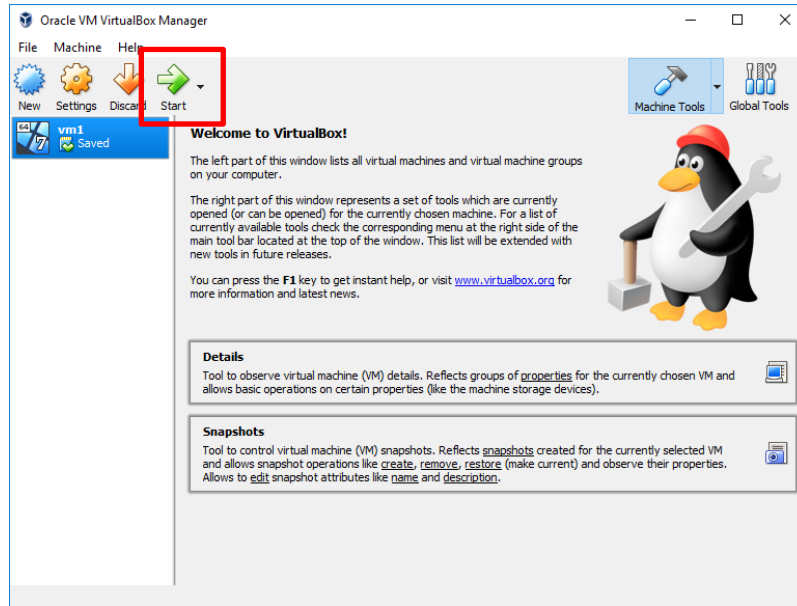 Oracle VM VirtualBox Manager
File Machine Help
New Settings Discard Start
Machine Tools Global Tools
64
7
vm1
Saved
Welcome to VirtualBox!
The left part of this window lists all virtual machines and virtual machine groups
on your computer.
The right part of this window represents a set of tools which are currently
opened (or can be opened) for the currently chosen machine. For a list of
currently available tools check the corresponding menu at the right side of the
main tool bar located at the top of the window. This list will be extended with
new tools in future releases.
You can press the F1 key to get instant help, or visit www.virtualbox.org for
more information and latest news.
Details
Tool to observe virtual machine (VM) details. Reflects groups of properties for the currently chosen VM and
allows basic operations on certain properties (like the machine storage devices).
Snapshots
Tool to control virtual machine (VM) snapshots. Reflects snapshots created for the currently selected VM
and allows snapshot operations like create, remove, restore (make current) and observe their properties.
Allows to edit snapshot attributes like name and description.